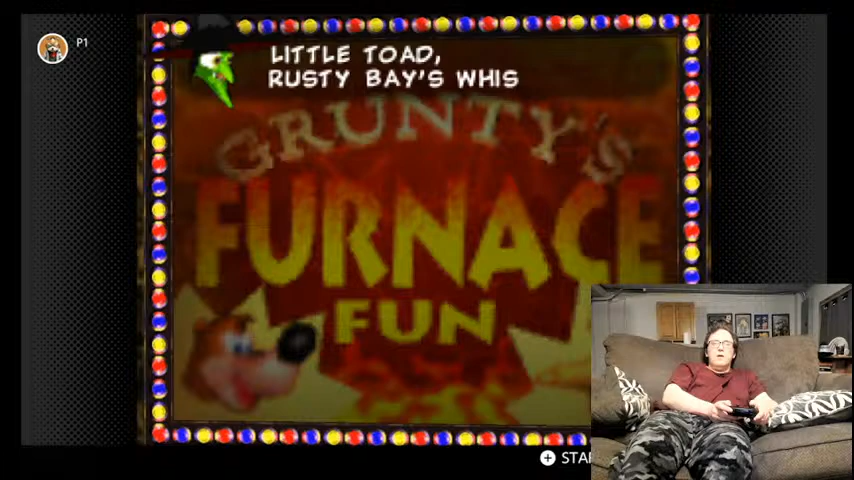 P1
LITTLE TOAD,
RUSTY BAY'S WHIS
GRUNTY'S
FURNACE
FUN
STAR